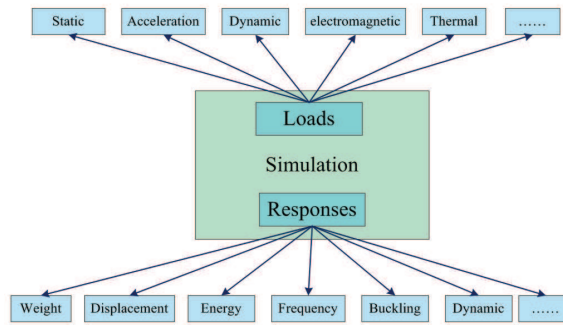 Static Acceleration Dynamic electromagnetic Thermal ……
Loads
Simulation
Responses
Weight Displacement Energy Frequency Buckling Dynamic ……